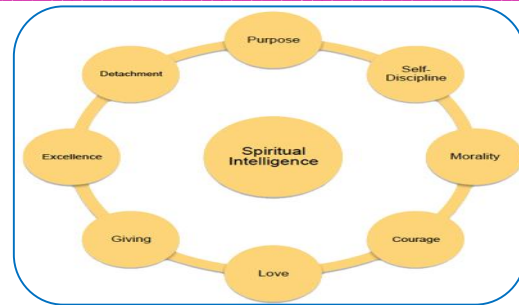 Purpose
Self-
Discipline
Morality
Courage
Love
Giving
Excellence
Detachment
Spiritual
Intelligence